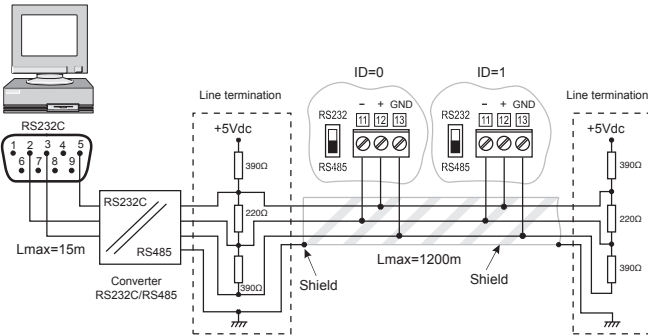 RS232C
1 2 3 4 5
6 7 8 9
Lmax=15m
RS232C
RS485
Converter
RS232C/RS485
Line termination
+5Vdc
390Ω
220Ω
390Ω
ID=0
RS232
RS485
- + GND
11 12 13
ID=1
RS232
RS485
- + GND
11 12 13
Shield
Lmax=1200m
Shield
Line termination
+5Vdc
390Ω
220Ω
390Ω